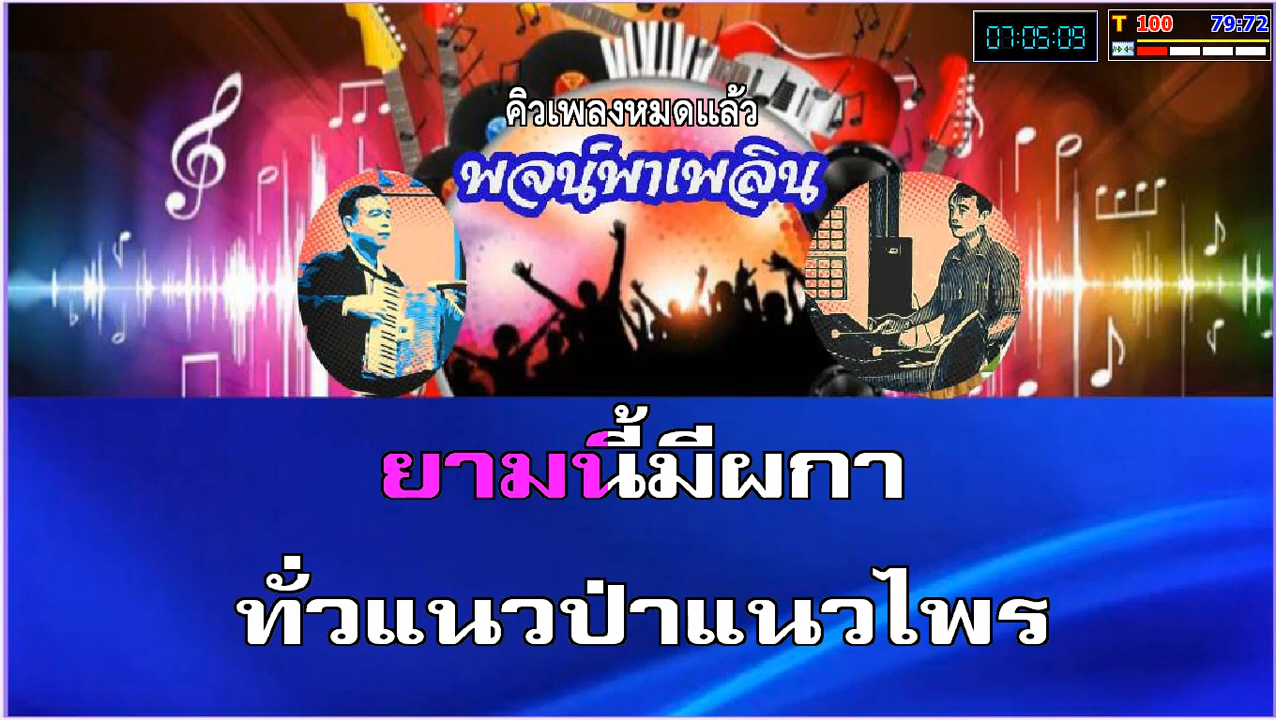 07:05:09
T 100 79:72
คิวเพลงหมดแล้ว
พจน์พาเพลิน
ยามนี้มีผกา
ทั่วแนวป่าแนวไพร